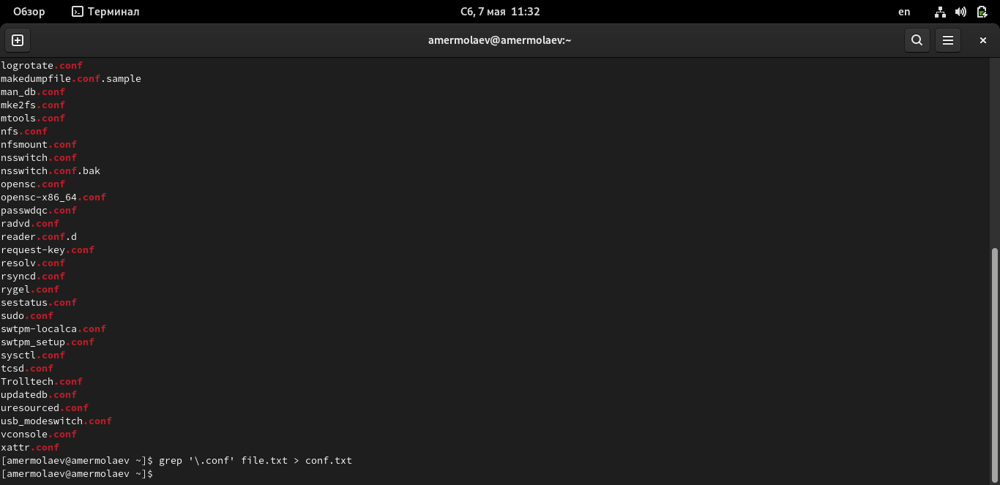 Обзор Терминал Сб, 7 мая 11:32 en
amermolaev@amermolaev:~
logrotate.conf
makedumpfile.conf.sample
man_db.conf
mke2fs.conf
mtools.conf
nfs.conf
nfsmount.conf
nsswitch.conf
nsswitch.conf.bak
opensc.conf
opensc-x86_64.conf
passwdqc.conf
radvd.conf
reader.conf.d
request-key.conf
resolv.conf
rsyncd.conf
rygel.conf
sestatus.conf
sudo.conf
swtpm-localca.conf
swtpm_setup.conf
sysctl.conf
tcsd.conf
Trolltech.conf
updatedb.conf
uresourced.conf
usb_modeswitch.conf
vconsole.conf
xattr.conf
[amermolaev@amermolaev ~]$ grep '\.conf' file.txt > conf.txt
[amermolaev@amermolaev ~]$